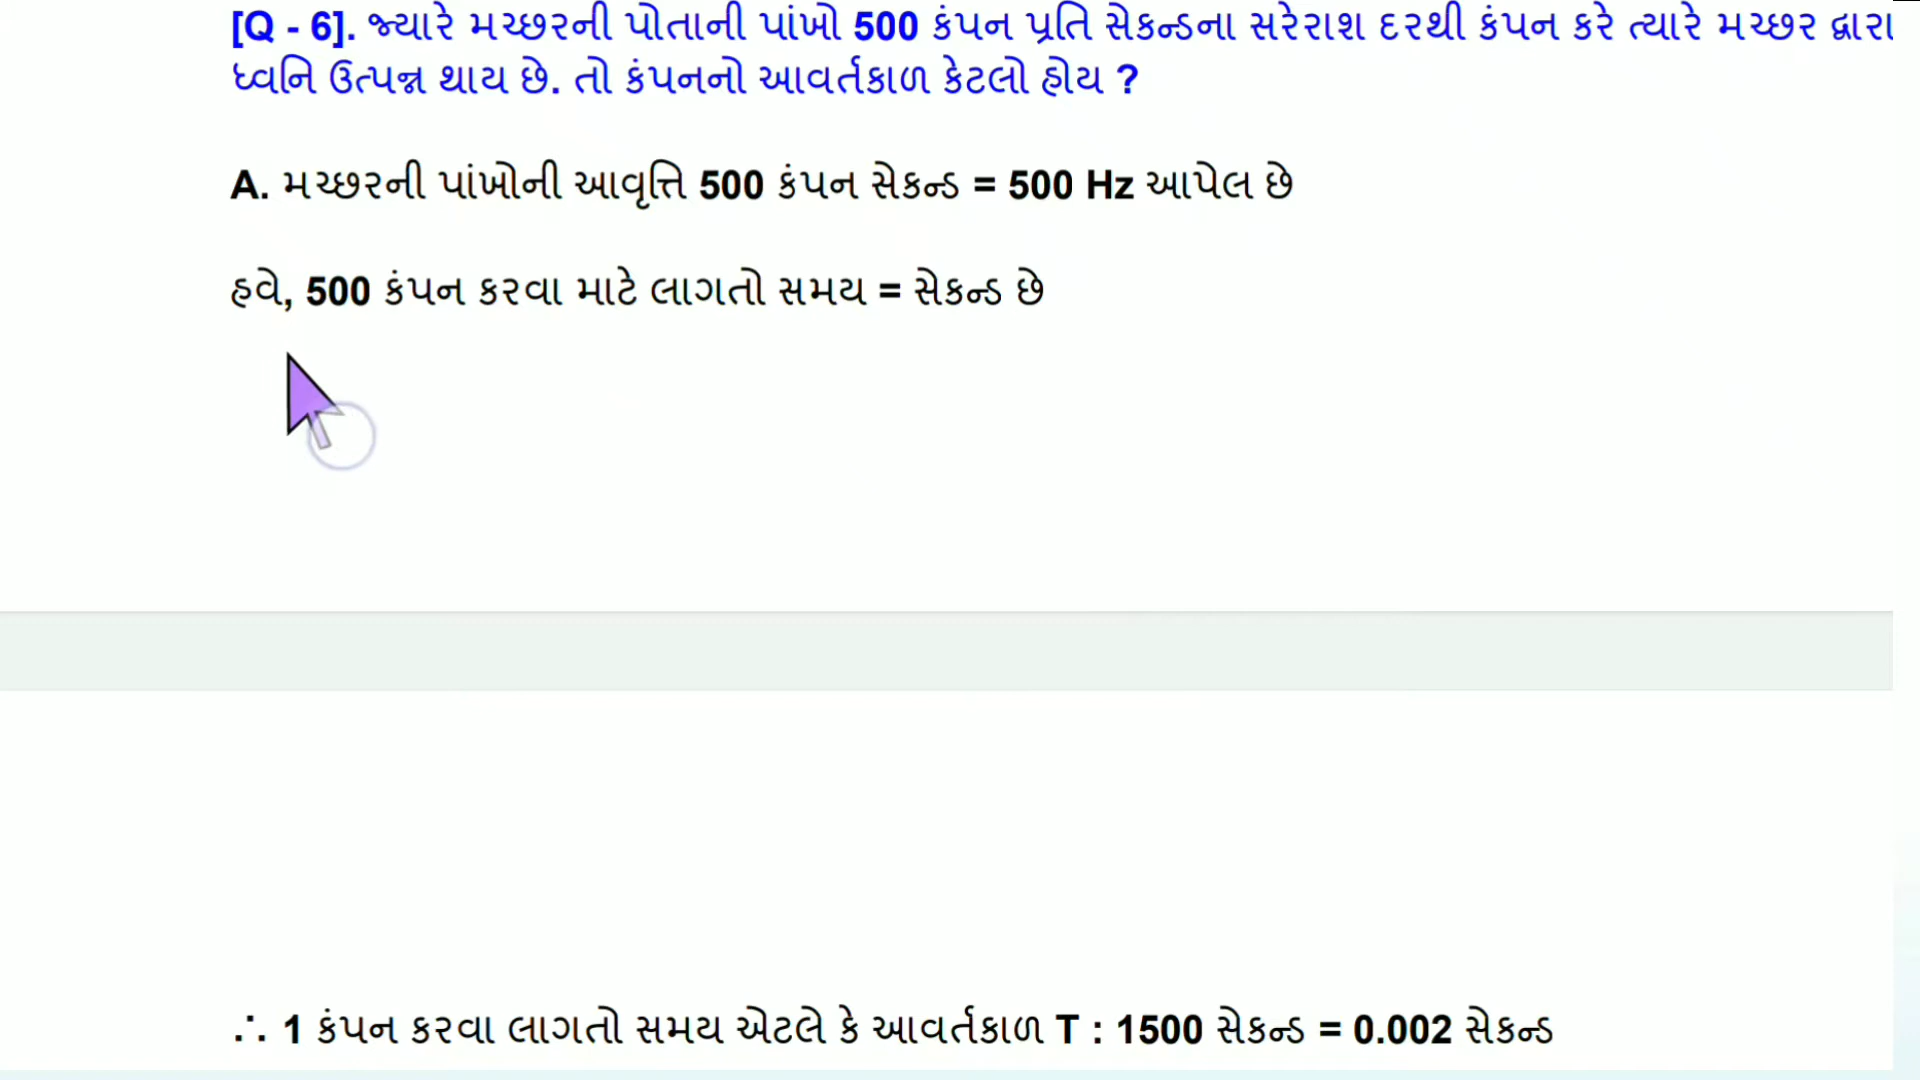 [Q - 6]. જ્યારે મચ્છરની પોતાની પાંખો 500 કંપન પ્રતિ સેકન્ડના સરેરાશ દરથી કંપન કરે ત્યારે મચ્છર દ્વારા
ધ્વનિ ઉત્પન્ન થાય છે. તો કંપનનો આવર્તકાળ કેટલો હોય ?
A. મચ્છરની પાંખોની આવૃત્તિ 500 કંપન સેકન્ડ = 500 Hz આપેલ છે
હવે, 500 કંપન કરવા માટે લાગતો સમય = સેકન્ડ છે
∴ 1 કંપન કરવા લાગતો સમય એટલે કે આવર્તકાળ T : 1500 સેકન્ડ = 0.002 સેકન્ડ